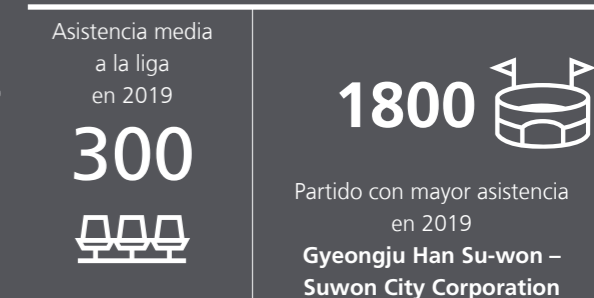 Asistencia media
a la liga
en 2019
300
1800
Partido con mayor asistencia
en 2019
Gyeongju Han Su-won –
Suwon City Corporation